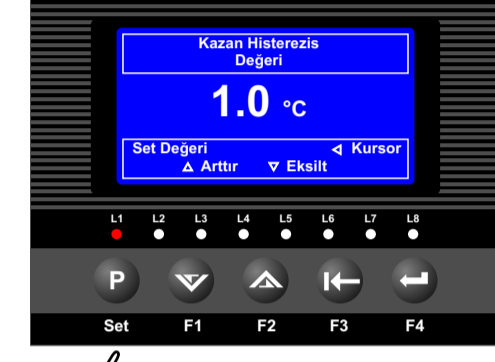 Kazan Histerezis
Değeri
1.0 °C
Set Değeri Kursor
Arttır Eksilt
L1 L2 L3 L4 L5 L6 L7 L8
P
Set F1 F2 F3 F4